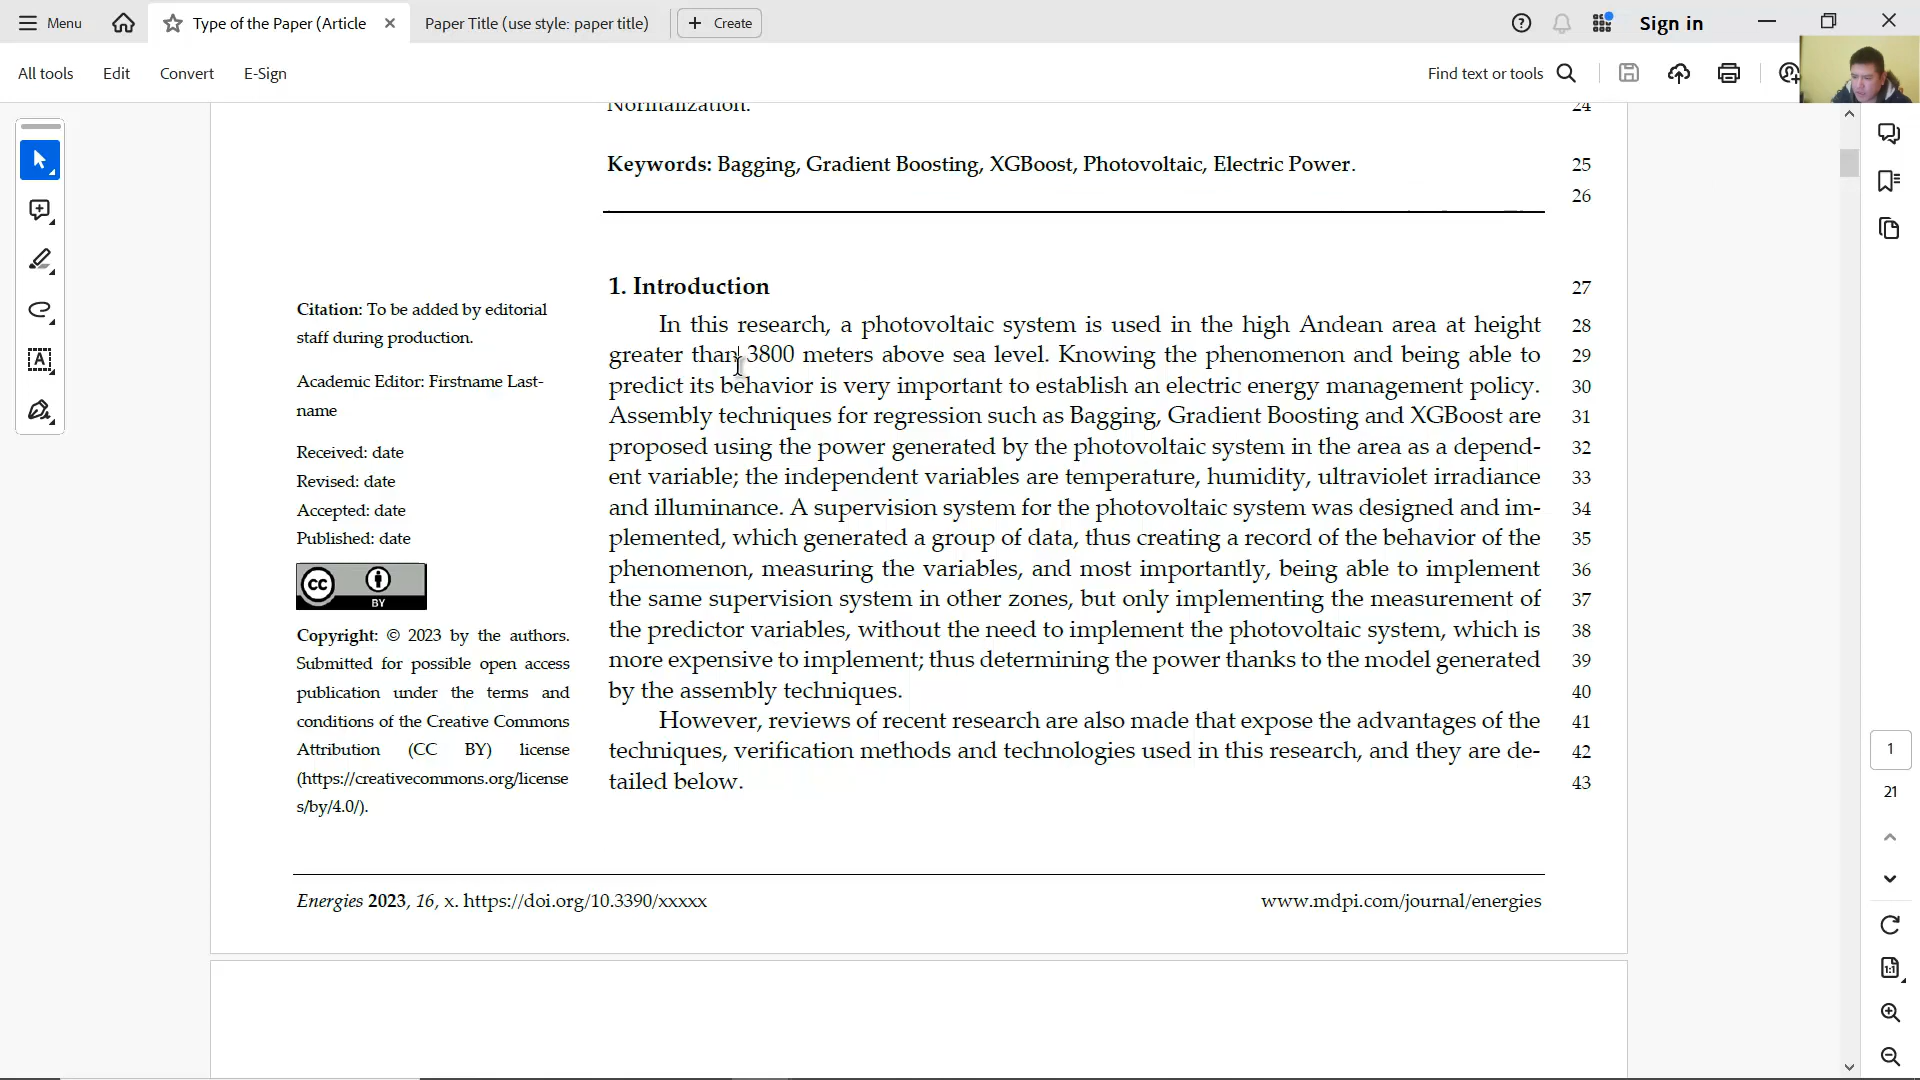 Menu
Type of the Paper (Article
Paper Title (use style: paper title)
Create
Sign in
All tools
Edit
Convert
E-Sign
Find text or tools
Normalization.
24
Keywords: Bagging, Gradient Boosting, XGBoost, Photovoltaic, Electric Power.
25
26
1. Introduction
27
In this research, a photovoltaic system is used in the high Andean area at height
28
greater than 3800 meters above sea level. Knowing the phenomenon and being able to
29
predict its behavior is very important to establish an electric energy management policy.
30
Assembly techniques for regression such as Bagging, Gradient Boosting and XGBoost are
31
proposed using the power generated by the photovoltaic system in the area as a depend-
32
ent variable; the independent variables are temperature, humidity, ultraviolet irradiance
33
and illuminance. A supervision system for the photovoltaic system was designed and im-
34
plemented, which generated a group of data, thus creating a record of the behavior of the
35
phenomenon, measuring the variables, and most importantly, being able to implement
36
the same supervision system in other zones, but only implementing the measurement of
37
the predictor variables, without the need to implement the photovoltaic system, which is
38
more expensive to implement; thus determining the power thanks to the model generated
39
by the assembly techniques.
40
However, reviews of recent research are also made that expose the advantages of the
41
techniques, verification methods and technologies used in this research, and they are de-
42
tailed below.
43
Citation: To be added by editorial
staff during production.
Academic Editor: Firstname Last-
name
Received: date
Revised: date
Accepted: date
Published: date
CC
BY
Copyright: © 2023 by the authors.
Submitted for possible open access
publication under the terms and
conditions of the Creative Commons
Attribution (CC BY) license
(https://creativecommons.org/license
s/by/4.0/).
Energies 2023, 16, x. https://doi.org/10.3390/xxxxx
www.mdpi.com/journal/energies
1
21
1:1